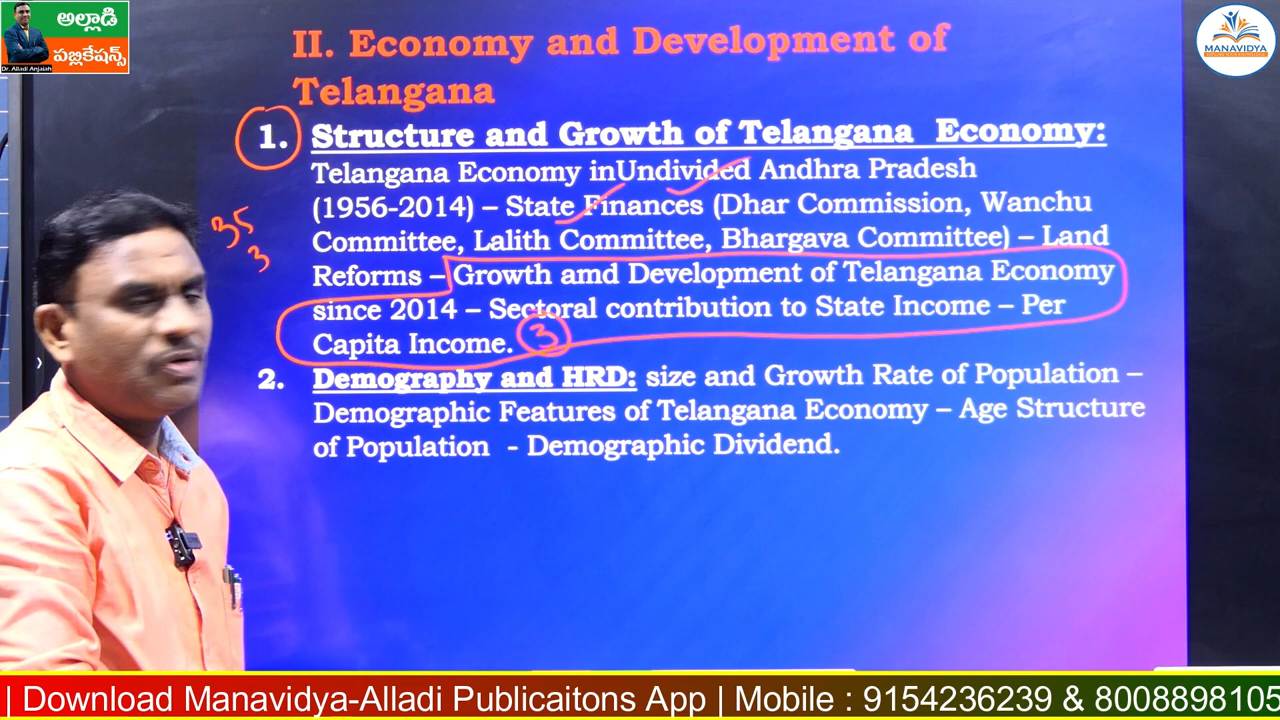 అల్లాడి
పబ్లికేషన్స్
Dr. Alladi Anjaiah
MANAVIDYA
II. Economy and Development of
Telangana
1. Structure and Growth of Telangana Economy:
Telangana Economy inUndivided Andhra Pradesh
(1956-2014) – State Finances (Dhar Commission, Wanchu
Committee, Lalith Committee, Bhargava Committee) – Land
Reforms – Growth amd Development of Telangana Economy
since 2014 – Sectoral contribution to State Income – Per
Capita Income. 3
35
3
2. Demography and HRD: size and Growth Rate of Population –
Demographic Features of Telangana Economy – Age Structure
of Population - Demographic Dividend.
| Download Manavidya-Alladi Publicaitons App | Mobile : 9154236239 & 8008898105